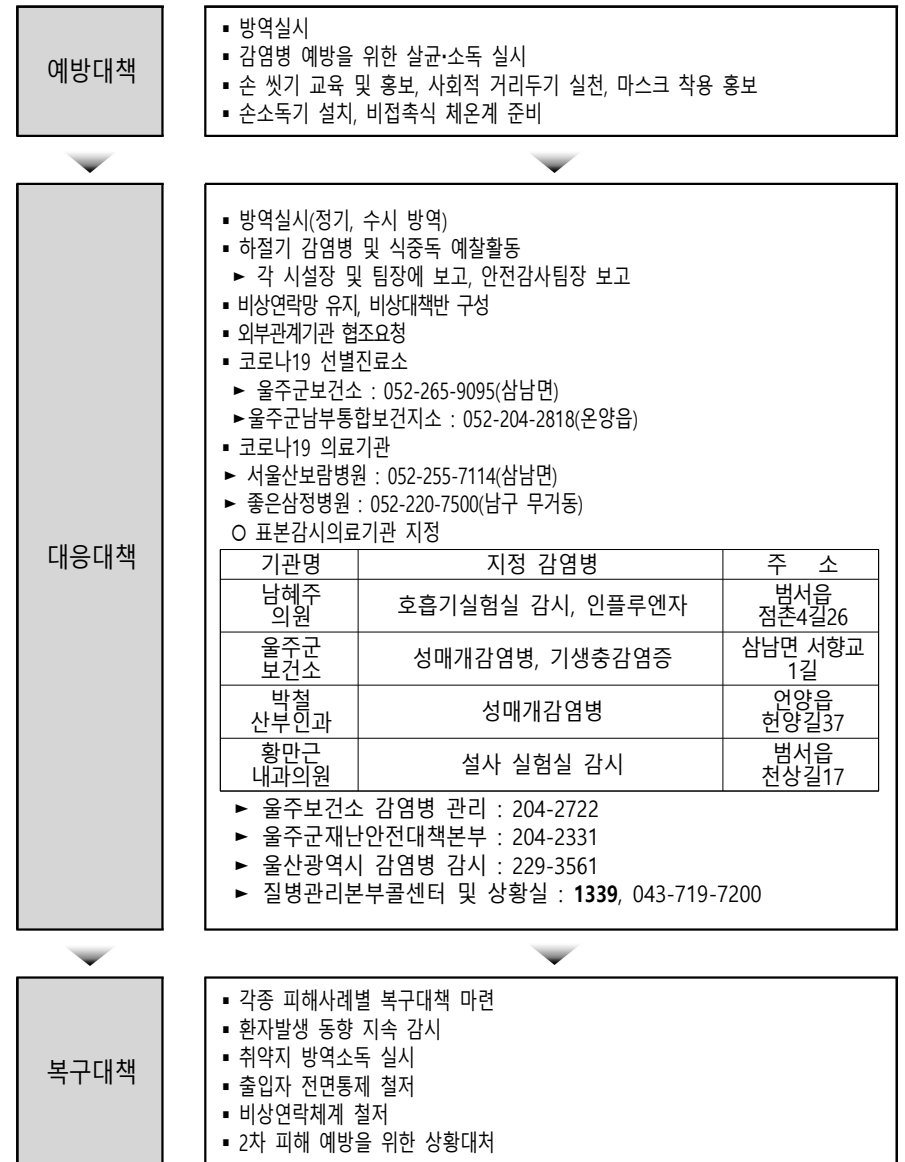 예방대책
▪ 방역실시
▪ 감염병 예방을 위한 살균•소독 실시
▪ 손 씻기 교육 및 홍보, 사회적 거리두기 실천, 마스크 착용 홍보
▪ 손소독기 설치, 비접촉식 체온계 준비
대응대책
▪ 방역실시(정기, 수시 방역)
▪ 하절기 감염병 및 식중독 예찰활동
► 각 시설장 및 팀장에 보고, 안전감사팀장 보고
▪ 비상연락망 유지, 비상대책반 구성
▪ 외부관계기관 협조요청
▪ 코로나19 선별진료소
► 울주군보건소 : 052-265-9095(삼남면)
►울주군남부통합보건지소 : 052-204-2818(온양읍)
▪ 코로나19 의료기관
► 서울산보람병원 : 052-255-7114(삼남면)
► 좋은삼정병원 : 052-220-7500(남구 무거동)
O 표본감시의료기관 지정
기관명 지정 감염병 주 소
남혜주
의원
호흡기실험실 감시, 인플루엔자
범서읍
점촌4길26
울주군
보건소
성매개감염병, 기생충감염증
삼남면 서향교
1길
박철
산부인과
성매개감염병
언양읍
헌양길37
황만근
내과의원
설사 실험실 감시
범서읍
천상길17
► 울주보건소 감염병 관리 : 204-2722
► 울주군재난안전대책본부 : 204-2331
► 울산광역시 감염병 감시 : 229-3561
► 질병관리본부콜센터 및 상황실 : 1339, 043-719-7200
복구대책
▪ 각종 피해사례별 복구대책 마련
▪ 환자발생 동향 지속 감시
▪ 취약지 방역소독 실시
▪ 출입자 전면통제 철저
▪ 비상연락체계 철저
▪ 2차 피해 예방을 위한 상황대처